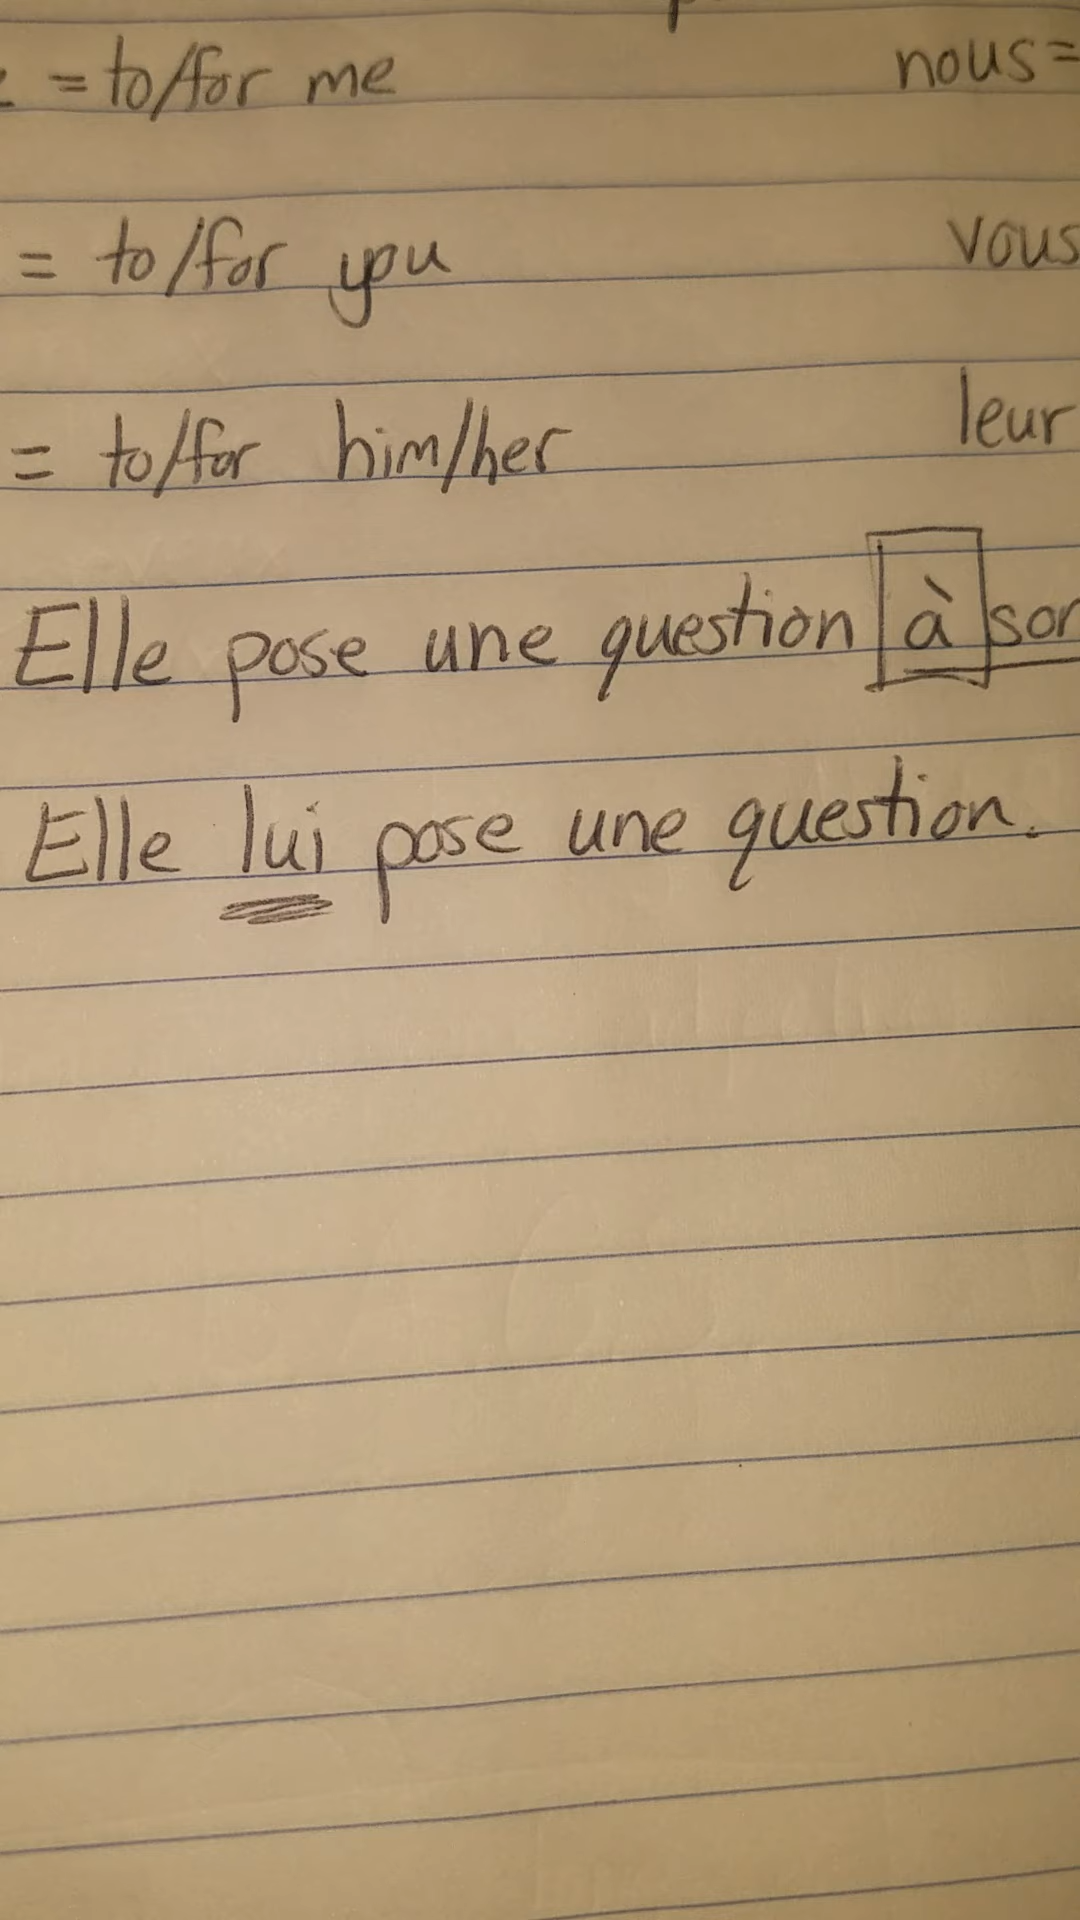 = to/for me nous=
= to/for you vous
= to/for him/her leur
Elle pose une question à
Elle lui pose une question.